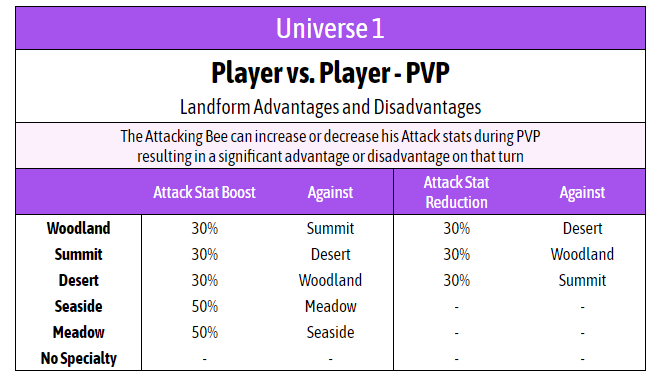 Universe 1
Player vs. Player - PVP
Landform Advantages and Disadvantages
The Attacking Bee can increase or decrease his Attack stats during PVP
resulting in a significant advantage or disadvantage on that turn
Attack Stat Boost Against Attack Stat Reduction Against
Woodland 30% Summit 30% Desert
Summit 30% Desert 30% Woodland
Desert 30% Woodland 30% Summit
Seaside 50% Meadow - -
Meadow 50% Seaside - -
No Specialty - - - -